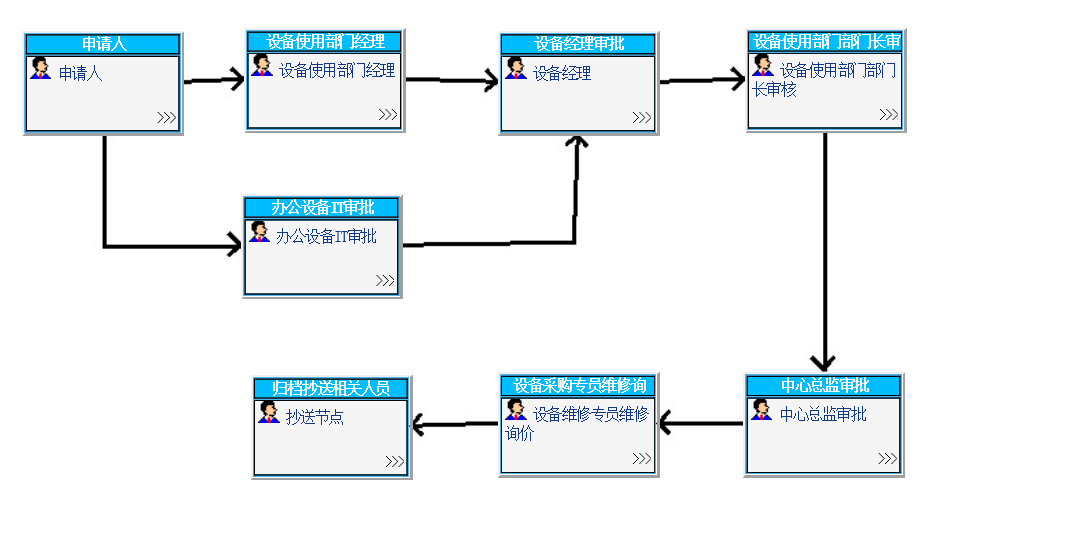 申请人
申请人
>>>
设备使用部门经理
设备使用部门经理
>>>
设备经理审批
设备经理
>>>
设备使用部门部门长审
设备使用部门部门
长审核
>>>
办公设备IT审批
办公设备IT审批
>>>
归档抄送相关人员
抄送节点
>>>
设备采购专员维修询
设备维修专员维修
询价
>>>
中心总监审批
中心总监审批
>>>